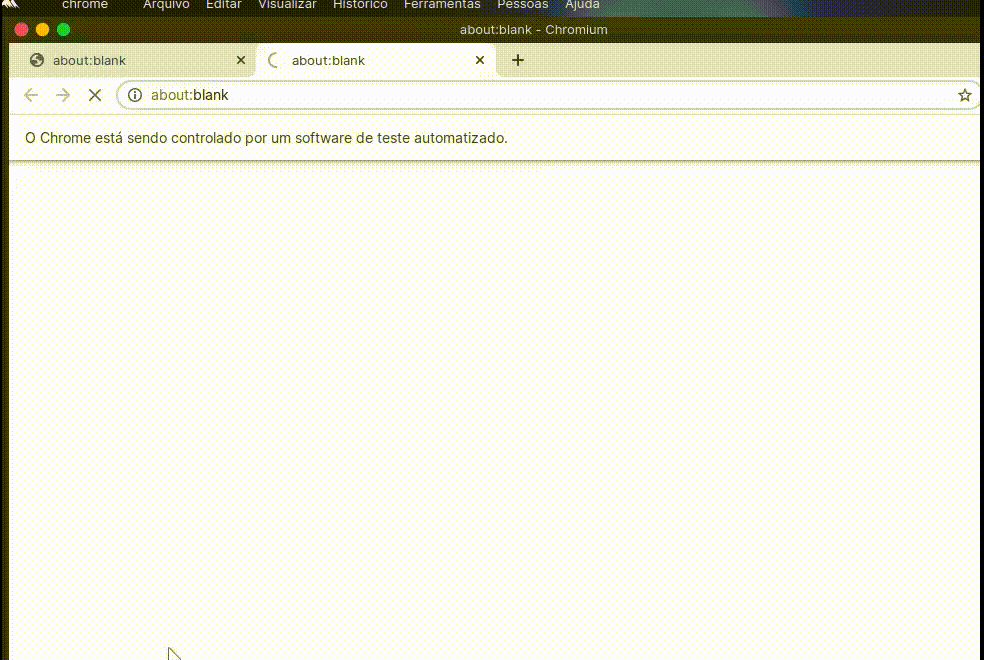 chrome Arquivo Editar Visualizar Histórico Ferramentas Pessoas Ajuda
about:blank - Chromium
about:blank about:blank
about:blank
O Chrome está sendo controlado por um software de teste automatizado.